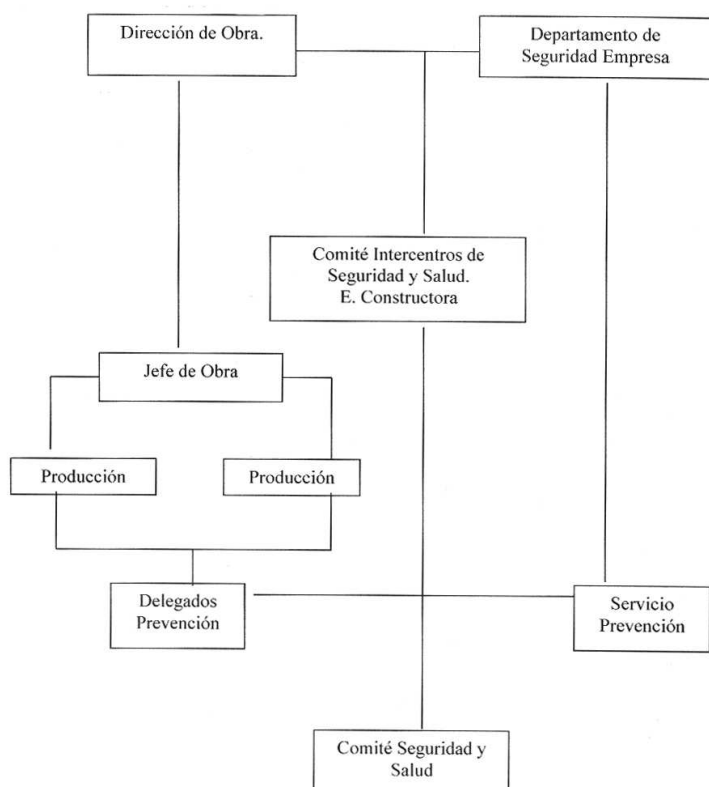 Dirección de Obra.
Departamento de
Seguridad Empresa
Comité Intercentros de
Seguridad y Salud.
E. Constructora
Jefe de Obra
Producción
Producción
Delegados
Prevención
Servicio
Prevención
Comité Seguridad y
Salud